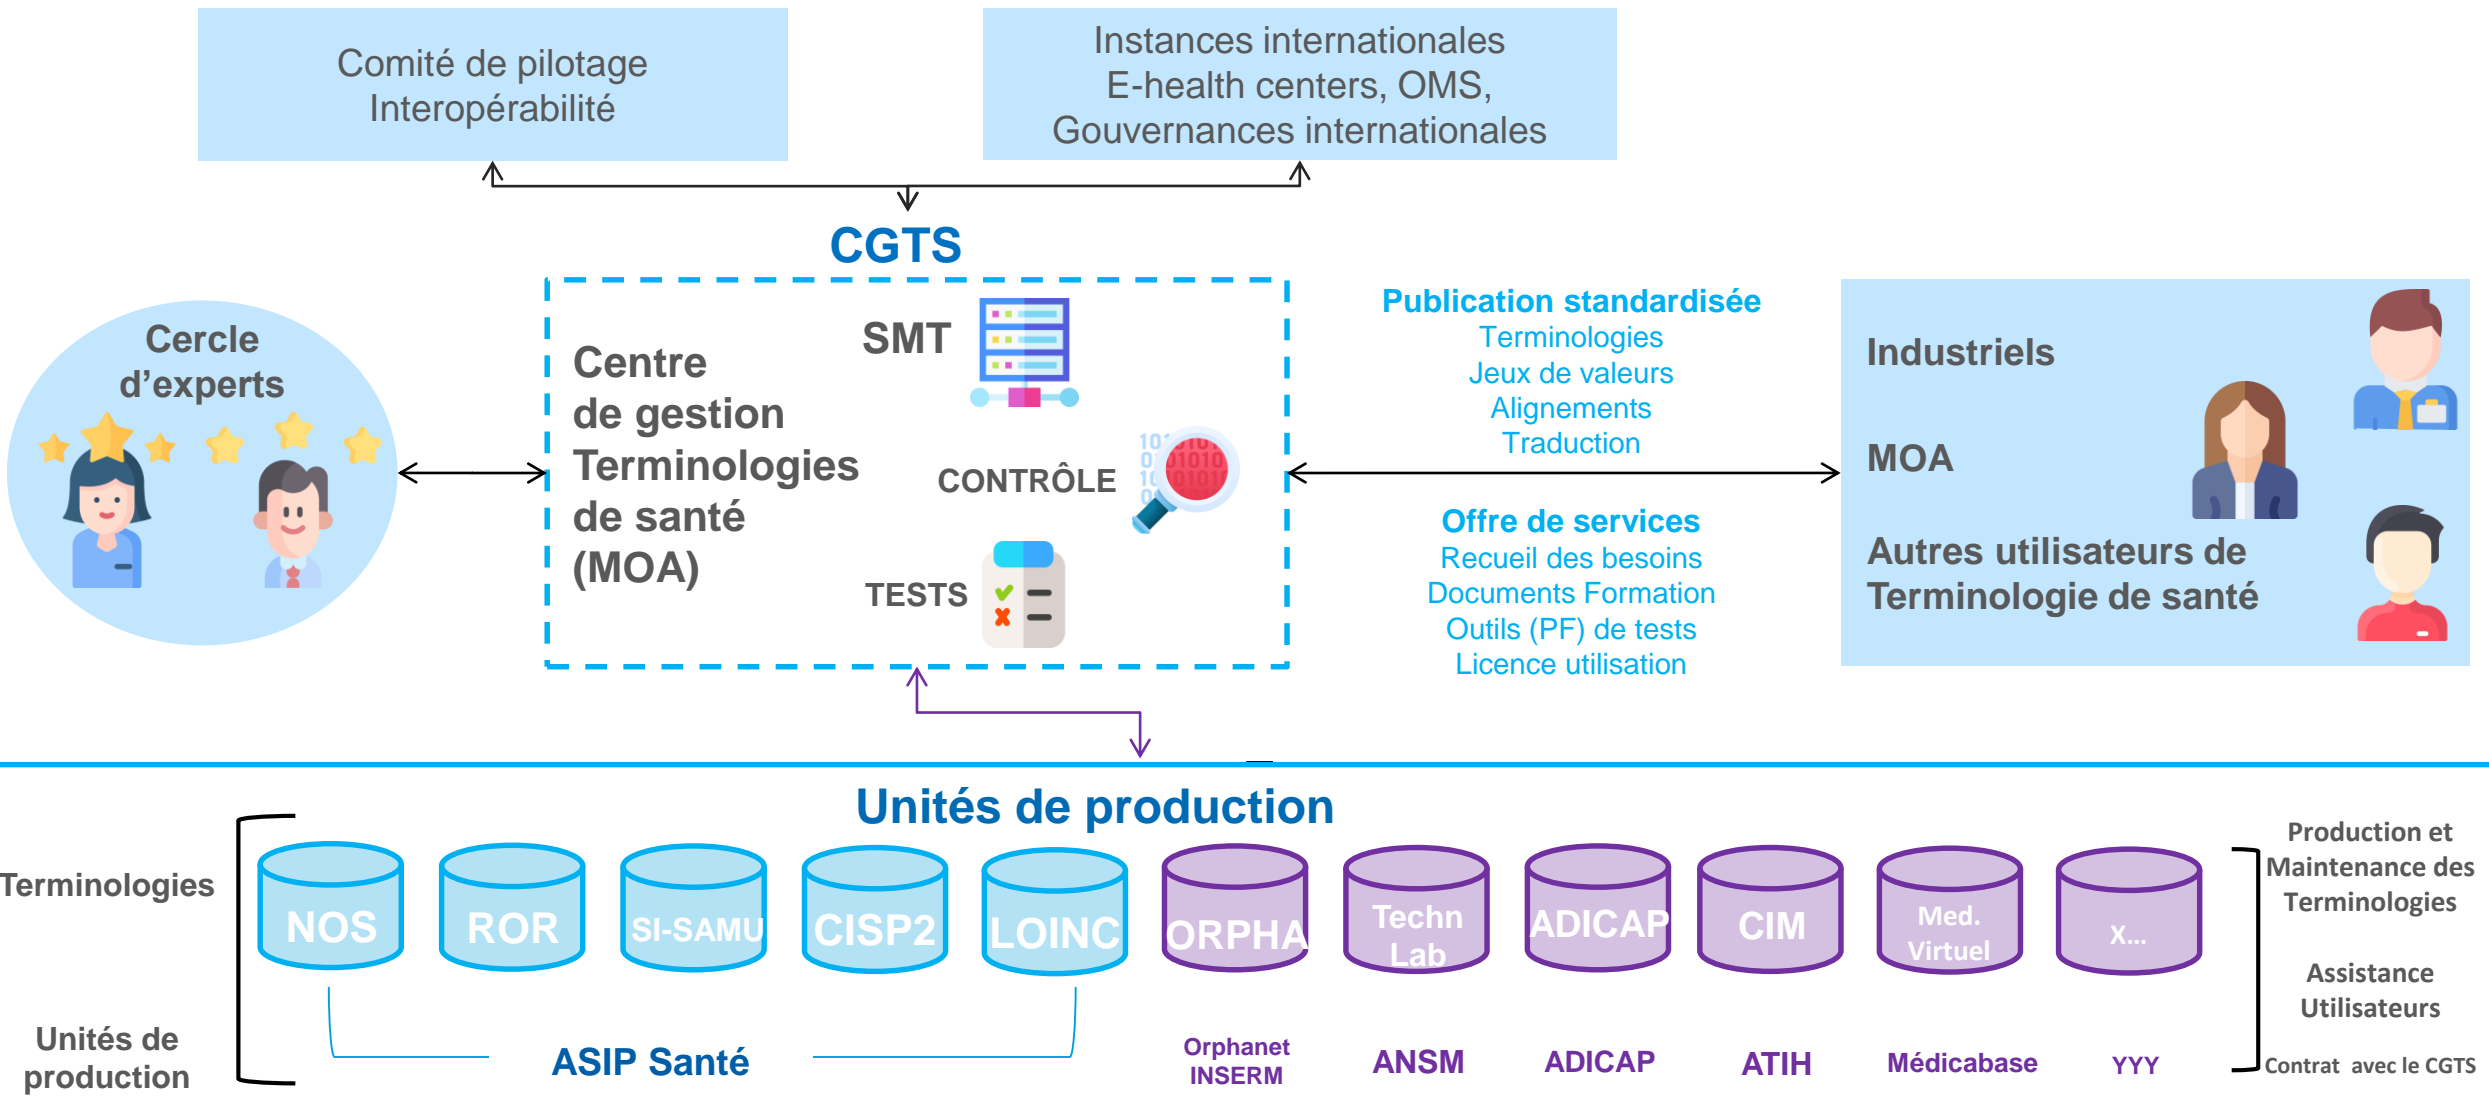 Comité de pilotage
Interopérabilité
Instances internationales
E-health centers, OMS,
Gouvernances internationales
CGTS
Cercle
d’experts
Centre
de gestion
Terminologies
de santé
(MOA)
SMT
CONTRÔLE
TESTS
Publication standardisée
Terminologies
Jeux de valeurs
Alignements
Traduction
Offre de services
Recueil des besoins
Documents Formation
Outils (PF) de tests
Licence utilisation
Industriels
MOA
Autres utilisateurs de
Terminologie de santé
Unités de production
Terminologies
NOS
ROR
SI-SAMU
CISP2
LOINC
ORPHA
Techn
Lab
ADICAP
CIM
Med.
Virtuel
X...
Production et
Maintenance des
Terminologies
Assistance
Utilisateurs
Contrat avec le CGTS
Unités de
production
ASIP Santé
Orphanet
INSERM
ANSM
ADICAP
ATIH
Médicabase
YYY